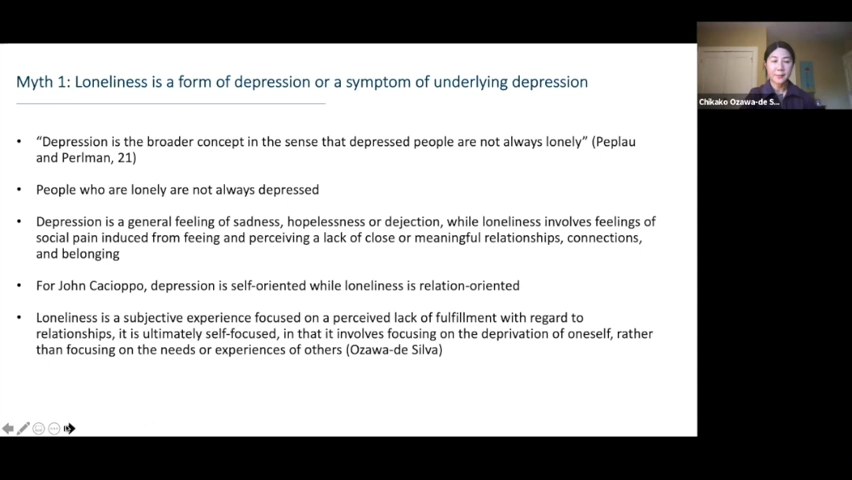 Myth 1: Loneliness is a form of depression or a symptom of underlying depression
• “Depression is the broader concept in the sense that depressed people are not always lonely” (Peplau
and Perlman, 21)
• People who are lonely are not always depressed
• Depression is a general feeling of sadness, hopelessness or dejection, while loneliness involves feelings of
social pain induced from feeing and perceiving a lack of close or meaningful relationships, connections,
and belonging
• For John Cacioppo, depression is self-oriented while loneliness is relation-oriented
• Loneliness is a subjective experience focused on a perceived lack of fulfillment with regard to
relationships, it is ultimately self-focused, in that it involves focusing on the deprivation of oneself, rather
than focusing on the needs or experiences of others (Ozawa-de Silva)
Chikako Ozawa-de S...